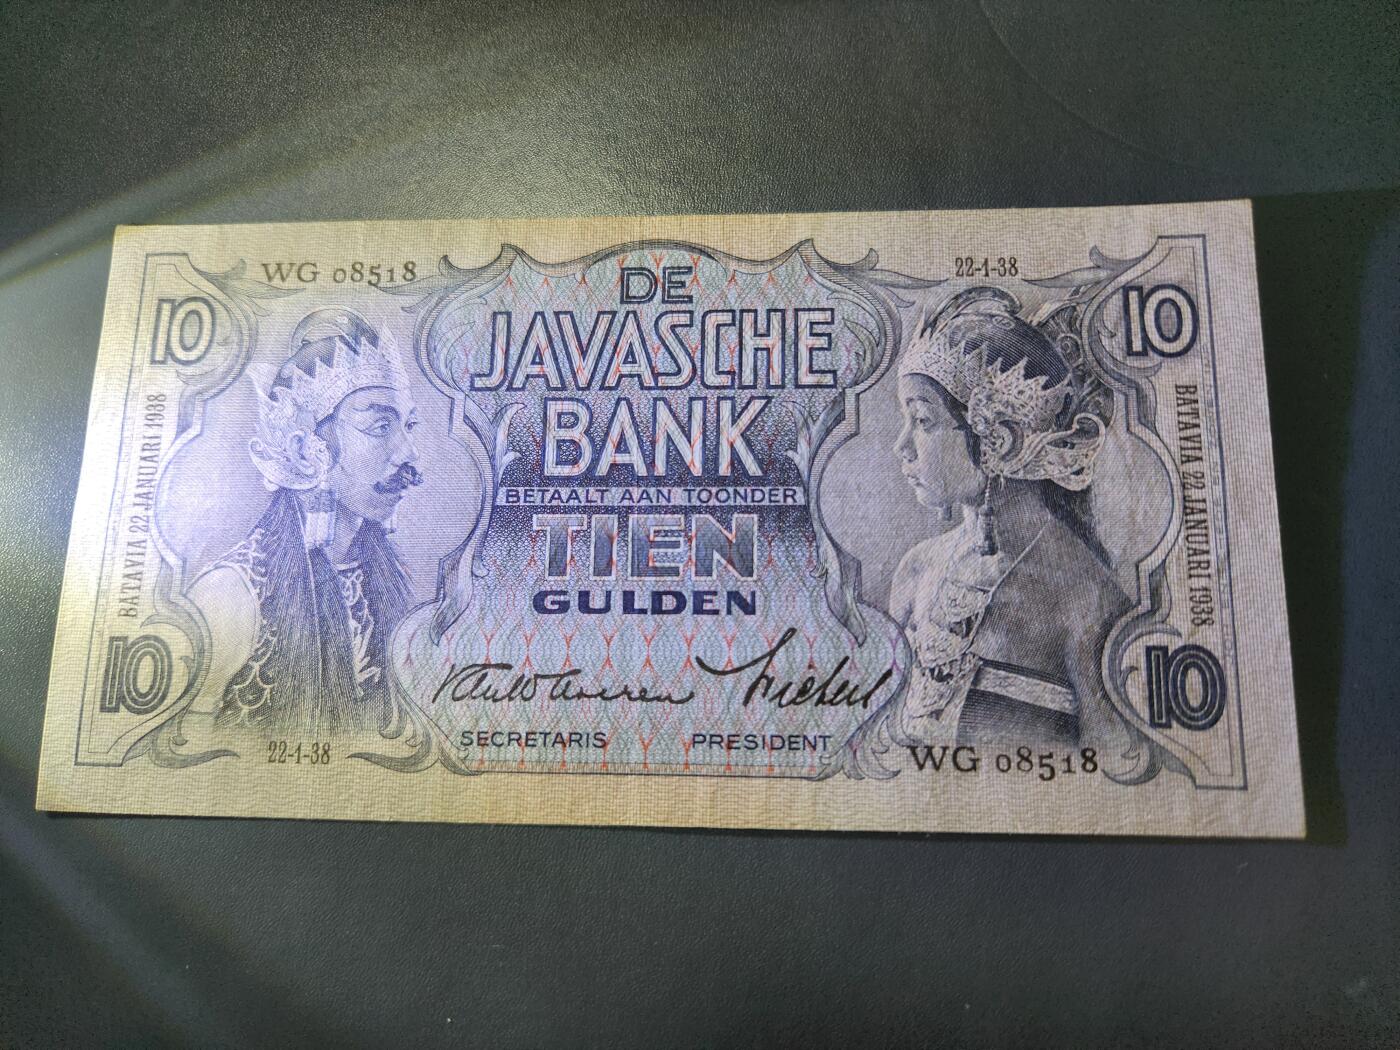 WG 08518
22-1-38
10
10
DE
JAVASCHE
BANK
BETAALT AAN TOONDER
TIEN
GULDEN
BATAVIA 22 JANUARI 1938
BATAVIA 22 JANUARI 1938
10
10
SECRETARIS
PRESIDENT
22-1-38
WG 08518